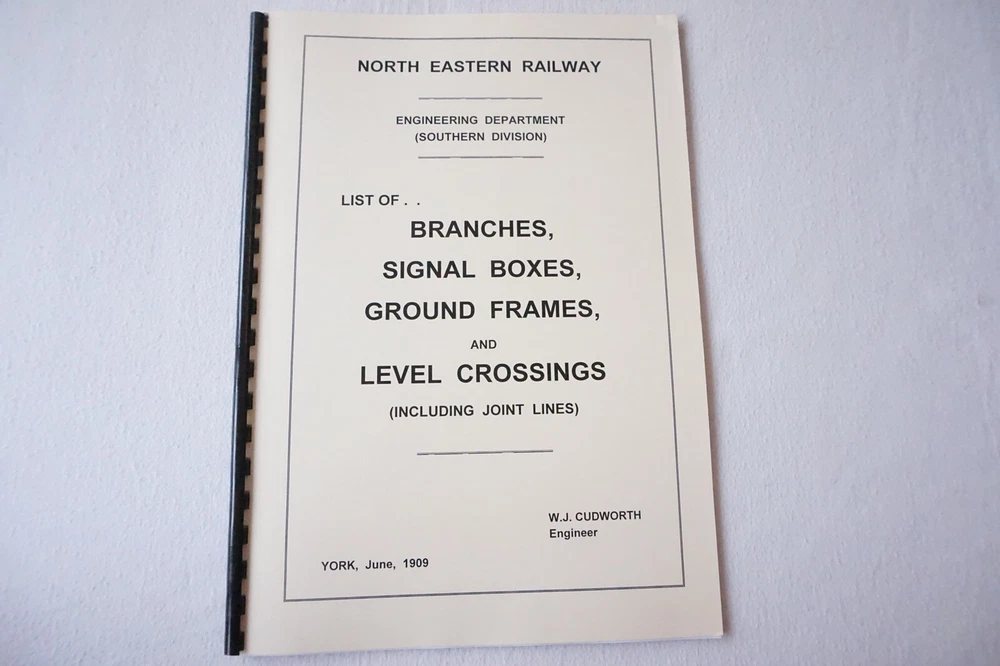 NORTH EASTERN RAILWAY
ENGINEERING DEPARTMENT
(SOUTHERN DIVISION)
LIST OF . .
BRANCHES,
SIGNAL BOXES,
GROUND FRAMES,
AND
LEVEL CROSSINGS
(INCLUDING JOINT LINES)
W.J. CUDWORTH
Engineer
YORK, June, 1909